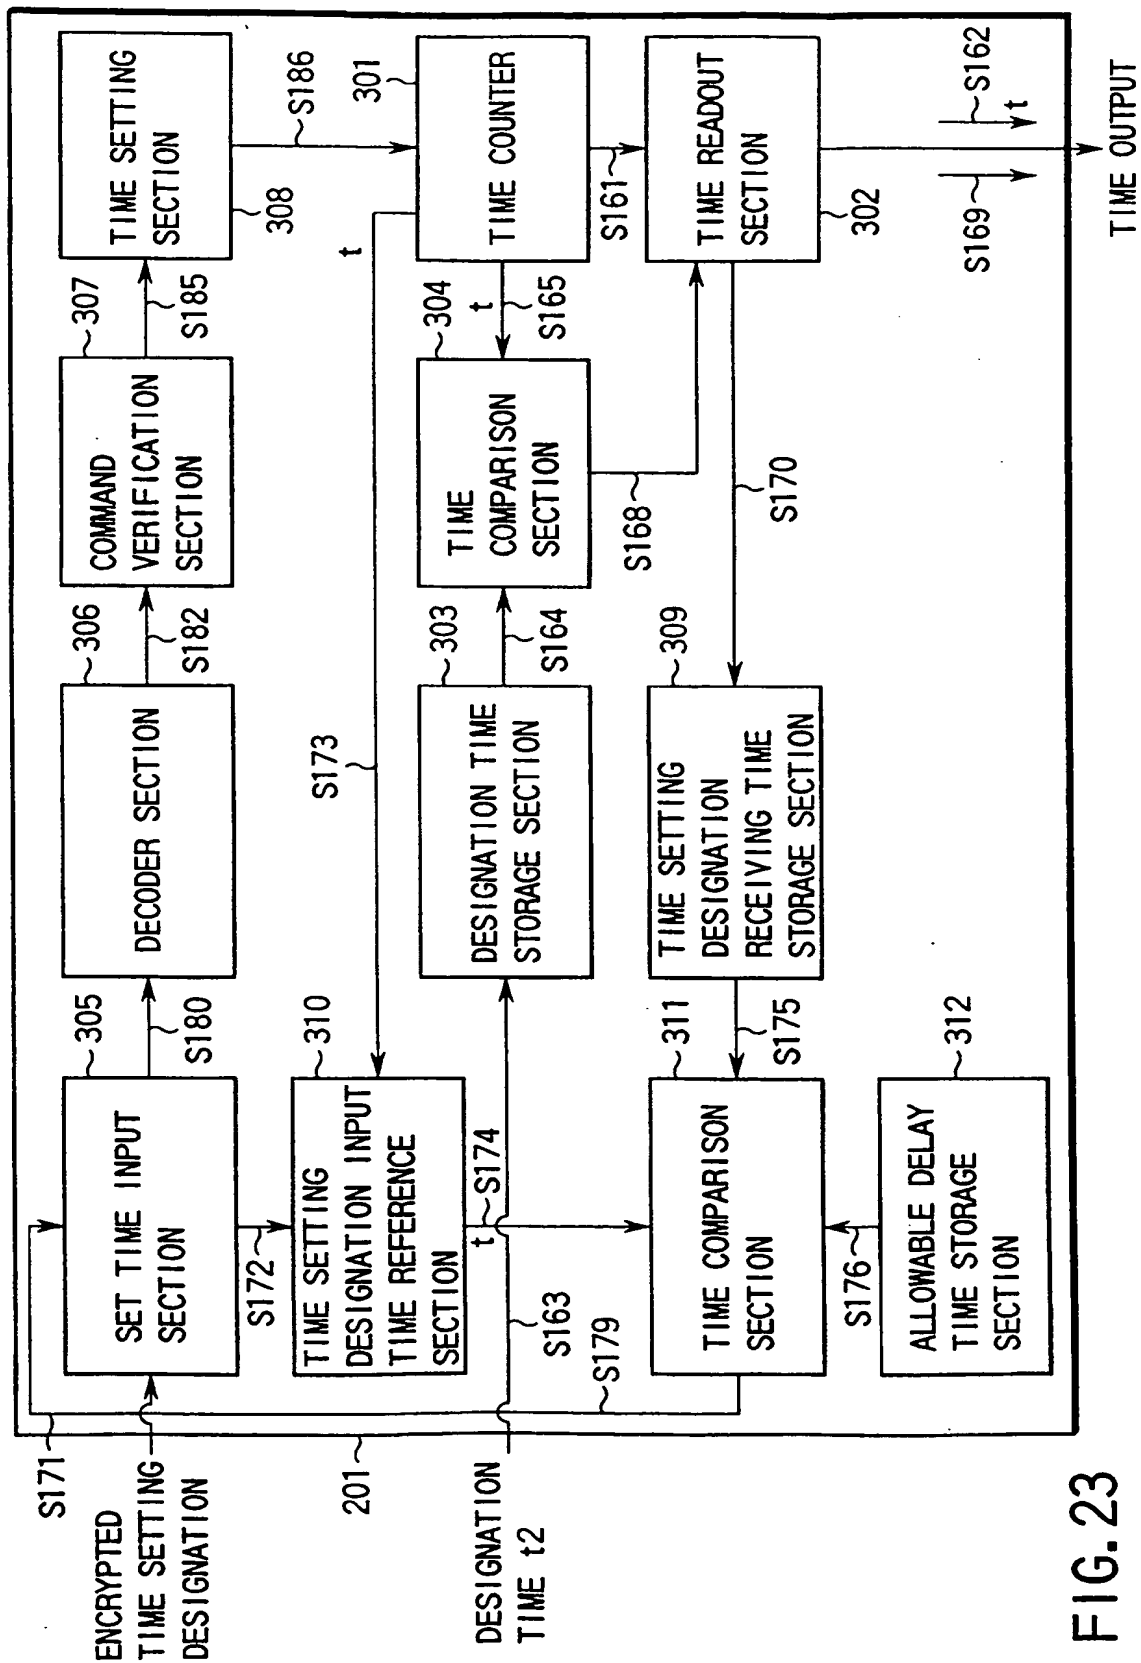 ENCRYPTED
TIME SETTING
DESIGNATION
S171
201
SET TIME INPUT
SECTION
305
S180
DECODER SECTION
306
S182
COMMAND
VERIFICATION
SECTION
307
S185
TIME SETTING
SECTION
308
S186
S172
TIME SETTING
DESIGNATION INPUT
TIME REFERENCE
SECTION
310
S173
t
TIME COUNTER
301
t
S165
S161
DESIGNATION
TIME t2
S163
t
S174
DESIGNATION TIME
STORAGE SECTION
303
S164
TIME
COMPARISON
SECTION
304
S168
TIME READOUT
SECTION
302
S170
S179
TIME COMPARISON
SECTION
311
S175
TIME SETTING
DESIGNATION
RECEIVING TIME
STORAGE SECTION
309
S176
ALLOWABLE DELAY
TIME STORAGE
SECTION
312
S169
t
S162
TIME OUTPUT
FIG. 23